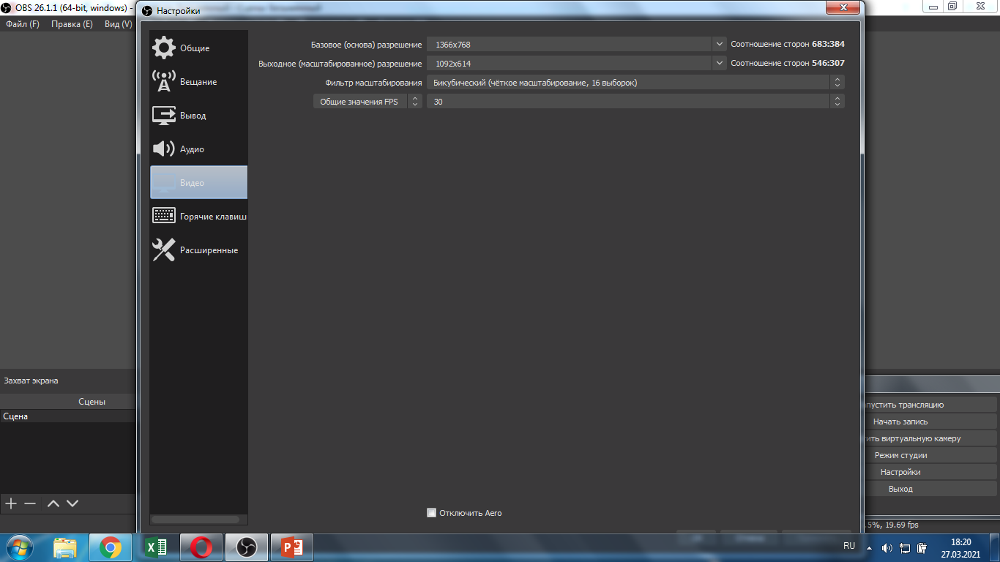 OBS 26.1.1 (64-bit, windows) -
Настройки
Файл (F) Правка (E) Вид (V)
Общие
Вещание
Вывод
Аудио
Видео
Горячие клавиш
Расширенные
Базовое (основа) разрешение 1366x768 Соотношение сторон 683:384
Выходное (масштабированное) разрешение 1092x614 Соотношение сторон 546:307
Фильтр масштабирования Бикубический (чёткое масштабирование, 16 выборок)
Общие значения FPS 30
Отключить Aero
Захват экрана
Сцены
Сцена
апустить трансляцию
Начать запись
тить виртуальную камеру
Режим студии
Настройки
Выход
.5%, 19.69 fps
RU
18:20
27.03.2021